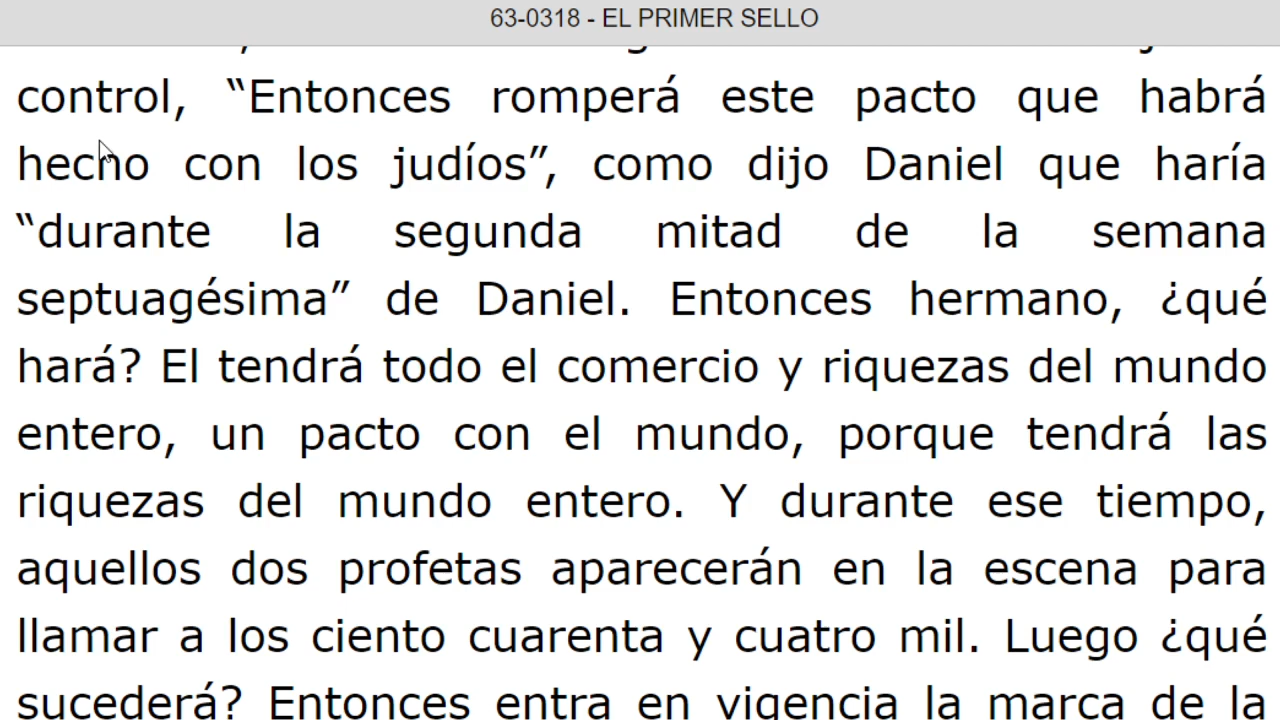 63-0318 - EL PRIMER SELLO
control, “Entonces romperá este pacto que habrá
hecho con los judíos”, como dijo Daniel que haría
“durante la segunda mitad de la semana
septuagésima” de Daniel. Entonces hermano, ¿qué
hará? El tendrá todo el comercio y riquezas del mundo
entero, un pacto con el mundo, porque tendrá las
riquezas del mundo entero. Y durante ese tiempo,
aquellos dos profetas aparecerán en la escena para
llamar a los ciento cuarenta y cuatro mil. Luego ¿qué
sucederá? Entonces entra en vigencia la marca de la